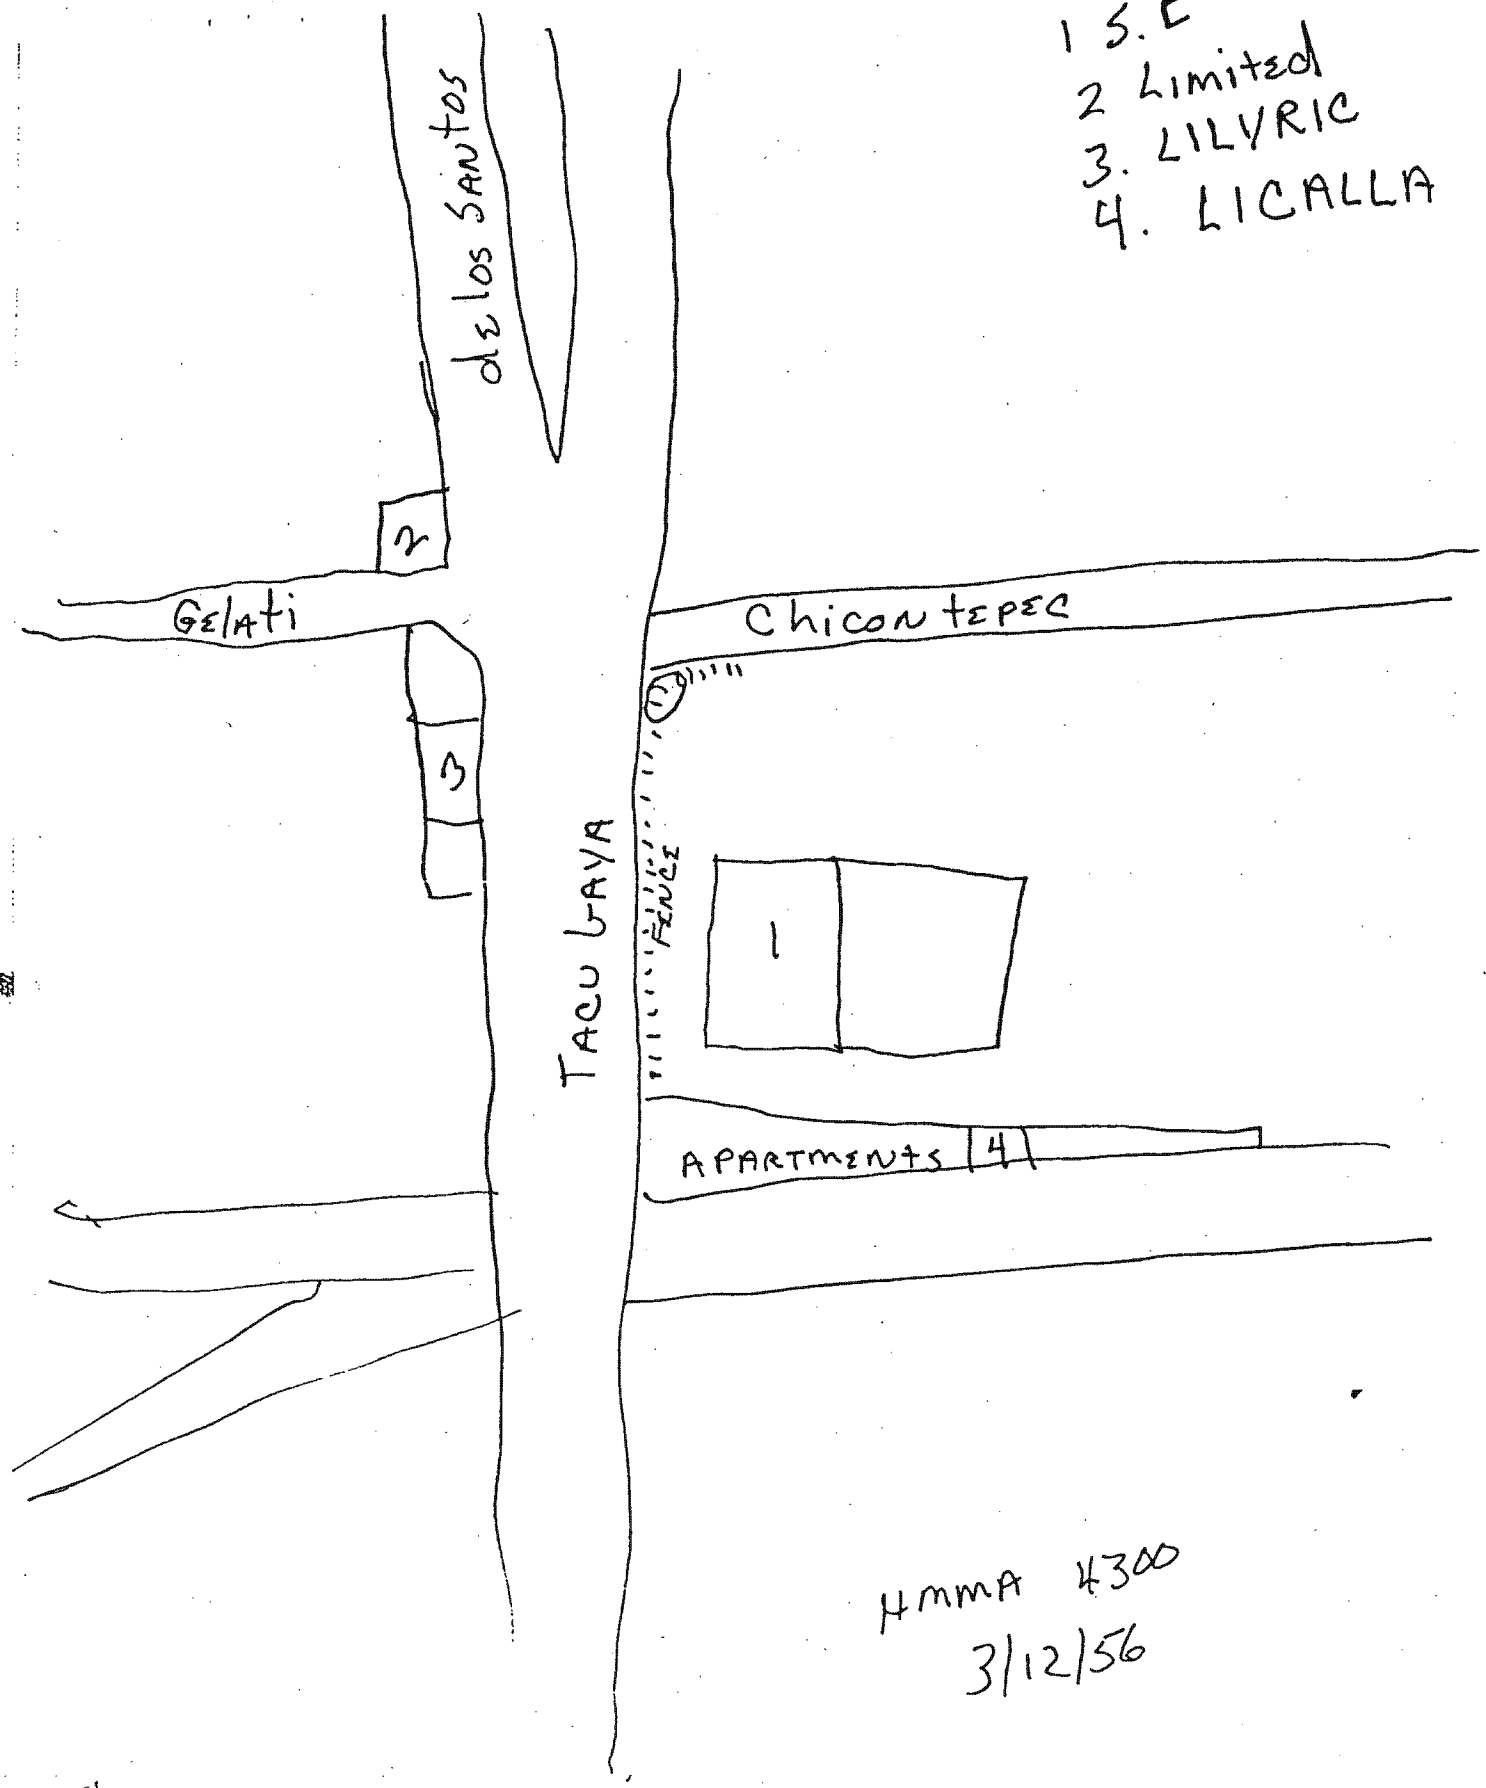 1 S. E
2 Limited
3. LILYRIC
4. LICALLA
de los SANtos
2
GElAti
ChicontEPEC
3
TACUBAYA
FENCE
1
APARTMENtS
4
HMMA 4300
3/12/56